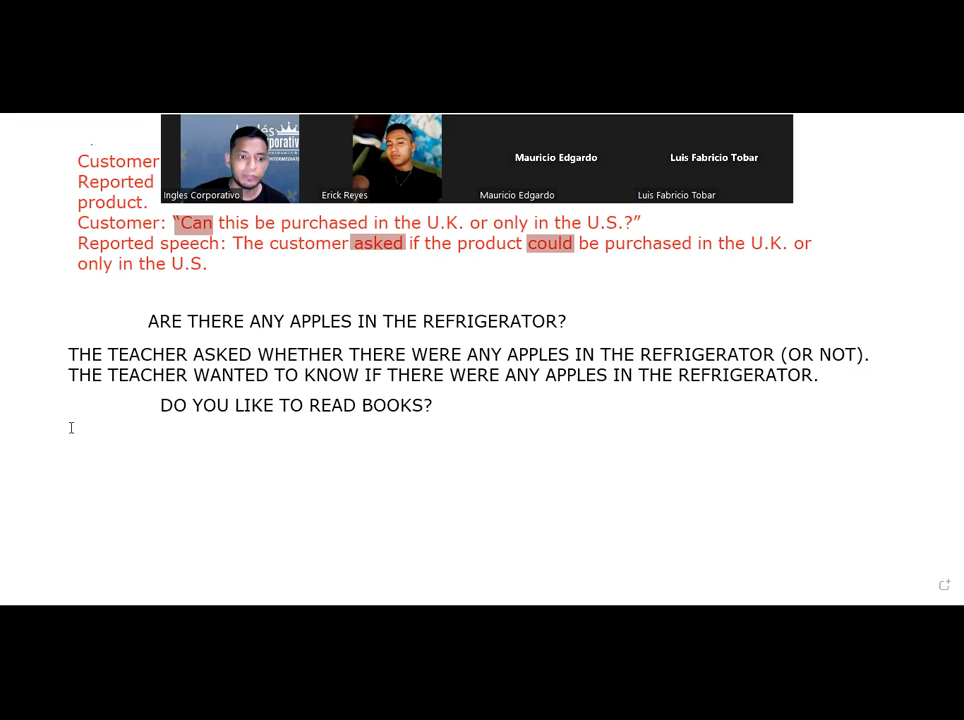 Customer
Reported
product.
Mauricio Edgardo
Luis Fabricio Tobar
Ingles Corporativo
Erick Reyes
Mauricio Edgardo
Luis Fabricio Tobar
Customer: “Can this be purchased in the U.K. or only in the U.S.?”
Reported speech: The customer asked if the product could be purchased in the U.K. or
only in the U.S.
ARE THERE ANY APPLES IN THE REFRIGERATOR?
THE TEACHER ASKED WHETHER THERE WERE ANY APPLES IN THE REFRIGERATOR (OR NOT).
THE TEACHER WANTED TO KNOW IF THERE WERE ANY APPLES IN THE REFRIGERATOR.
DO YOU LIKE TO READ BOOKS?